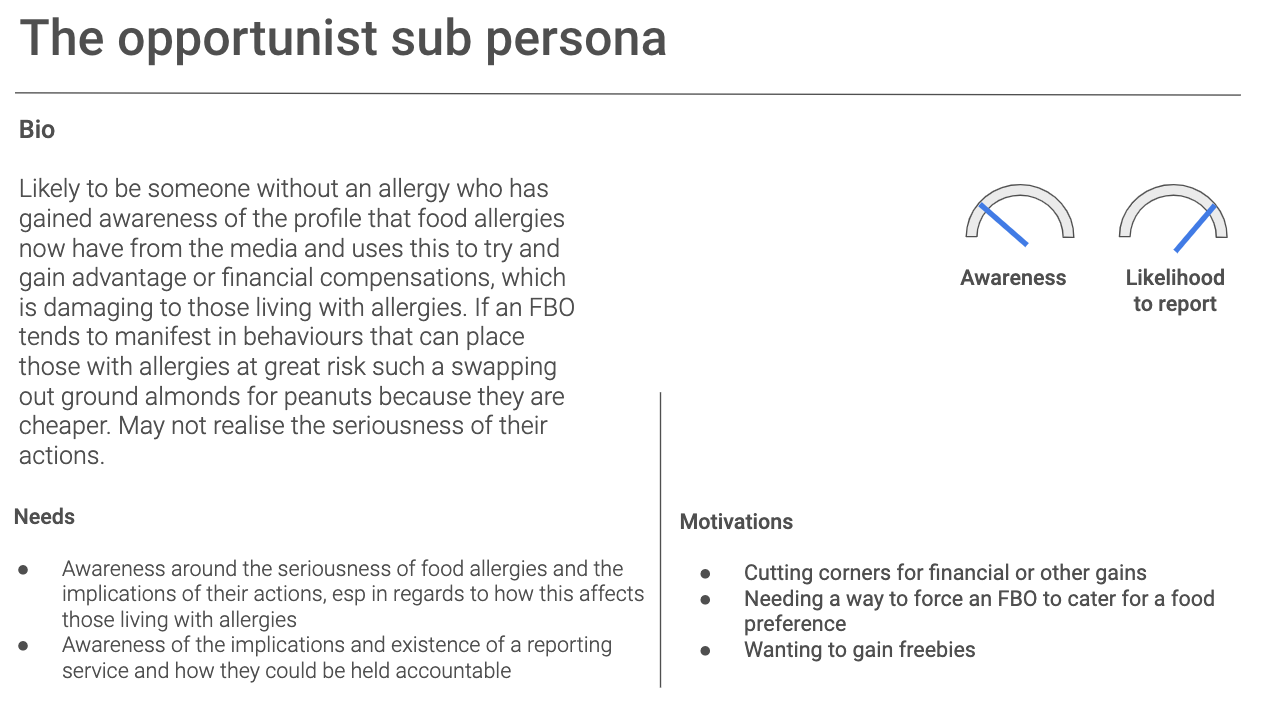 The opportunist sub persona
Bio
Likely to be someone without an allergy who has
gained awareness of the profile that food allergies
now have from the media and uses this to try and
gain advantage or financial compensations, which
is damaging to those living with allergies. If an FBO
tends to manifest in behaviours that can place
those with allergies at great risk such a swapping
out ground almonds for peanuts because they are
cheaper. May not realise the seriousness of their
actions.
Awareness
Likelihood
to report
Needs
● Awareness around the seriousness of food allergies and the
implications of their actions, esp in regards to how this affects
those living with allergies
● Awareness of the implications and existence of a reporting
service and how they could be held accountable
Motivations
● Cutting corners for financial or other gains
● Needing a way to force an FBO to cater for a food
preference
● Wanting to gain freebies